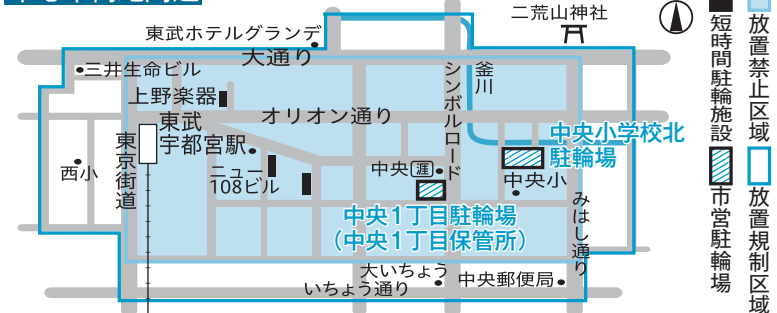 東武ホテルグランデ
二荒山神社
大通り
三井生命ビル
シンボルロード
釜川
上野楽器
オリオン通り
東武
宇都宮駅
東京街道
西小
ニュー
108ビル
中央
中央小学校北
駐輪場
中央小
みはし通り
中央1丁目駐輪場
(中央1丁目保管所)
大いちょう
いちょう通り
中央郵便局
放置禁止区域
短時間駐輪施設
放置規制区域
市営駐輪場